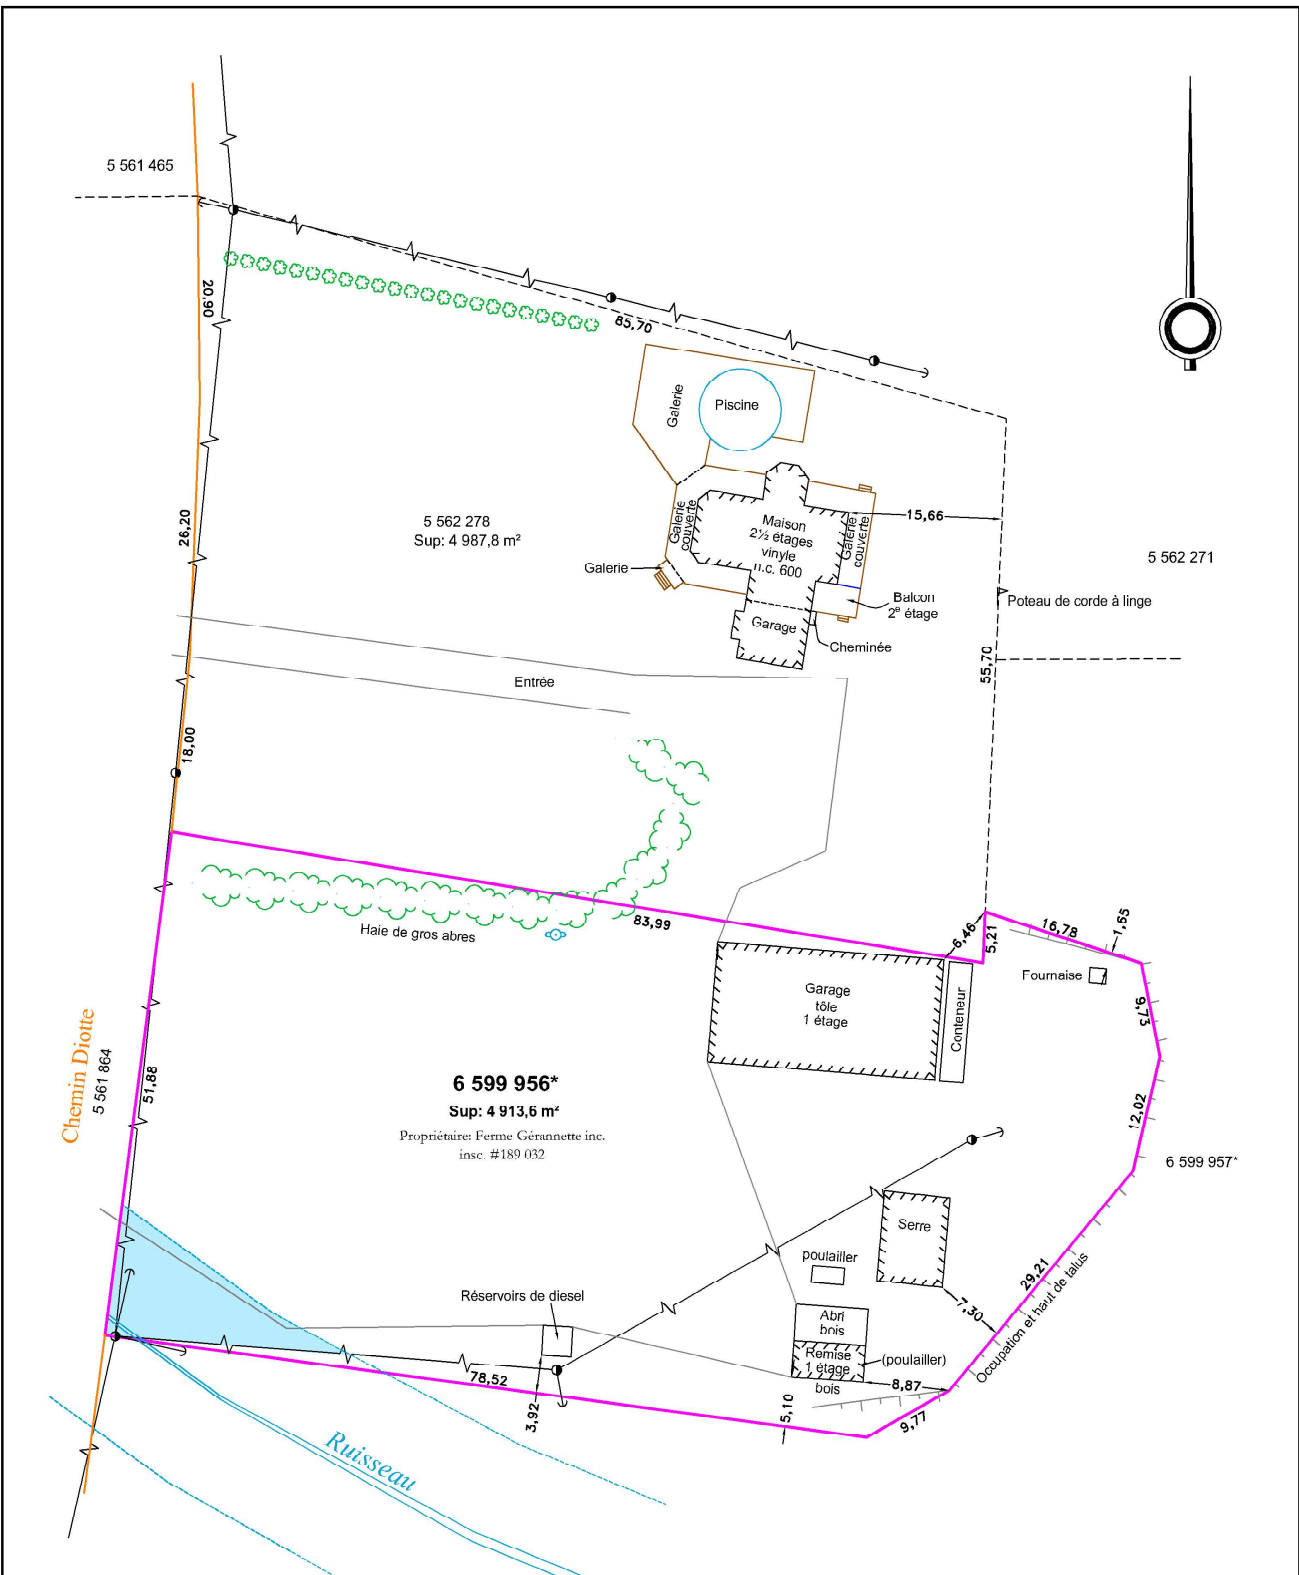 5 561 465
20,90
85,70
Galerie
Piscine
26,20
5 562 278
Sup: 4 987,8 m²
Galerie
couverte
Maison
2½ étages
vinyle
n.c. 600
Galerie
couverte
15,66
5 562 271
Galerie
Balcon
2e étage
Poteau de corde à linge
Garage
Cheminée
55,70
Entrée
18,00
Haie de gros abres
83,99
6,46
5,21
16,78
1,65
Fournaise
9,73
Garage
tôle
1 étage
Conteneur
Chemin Diotte
5 561 864
51,88
6 599 956*
Sup: 4 913,6 m²
Propriétaire: Ferme Gérannette inc.
insc. #189 032
12,02
6 599 957*
Serre
poulailler
29,21
Occupation et haut de talus
7,30
Réservoirs de diesel
Abri
bois
Remise
1 étage
bois
(poulailler)
8,87
78,52
3,92
5,10
9,77
Ruisseau